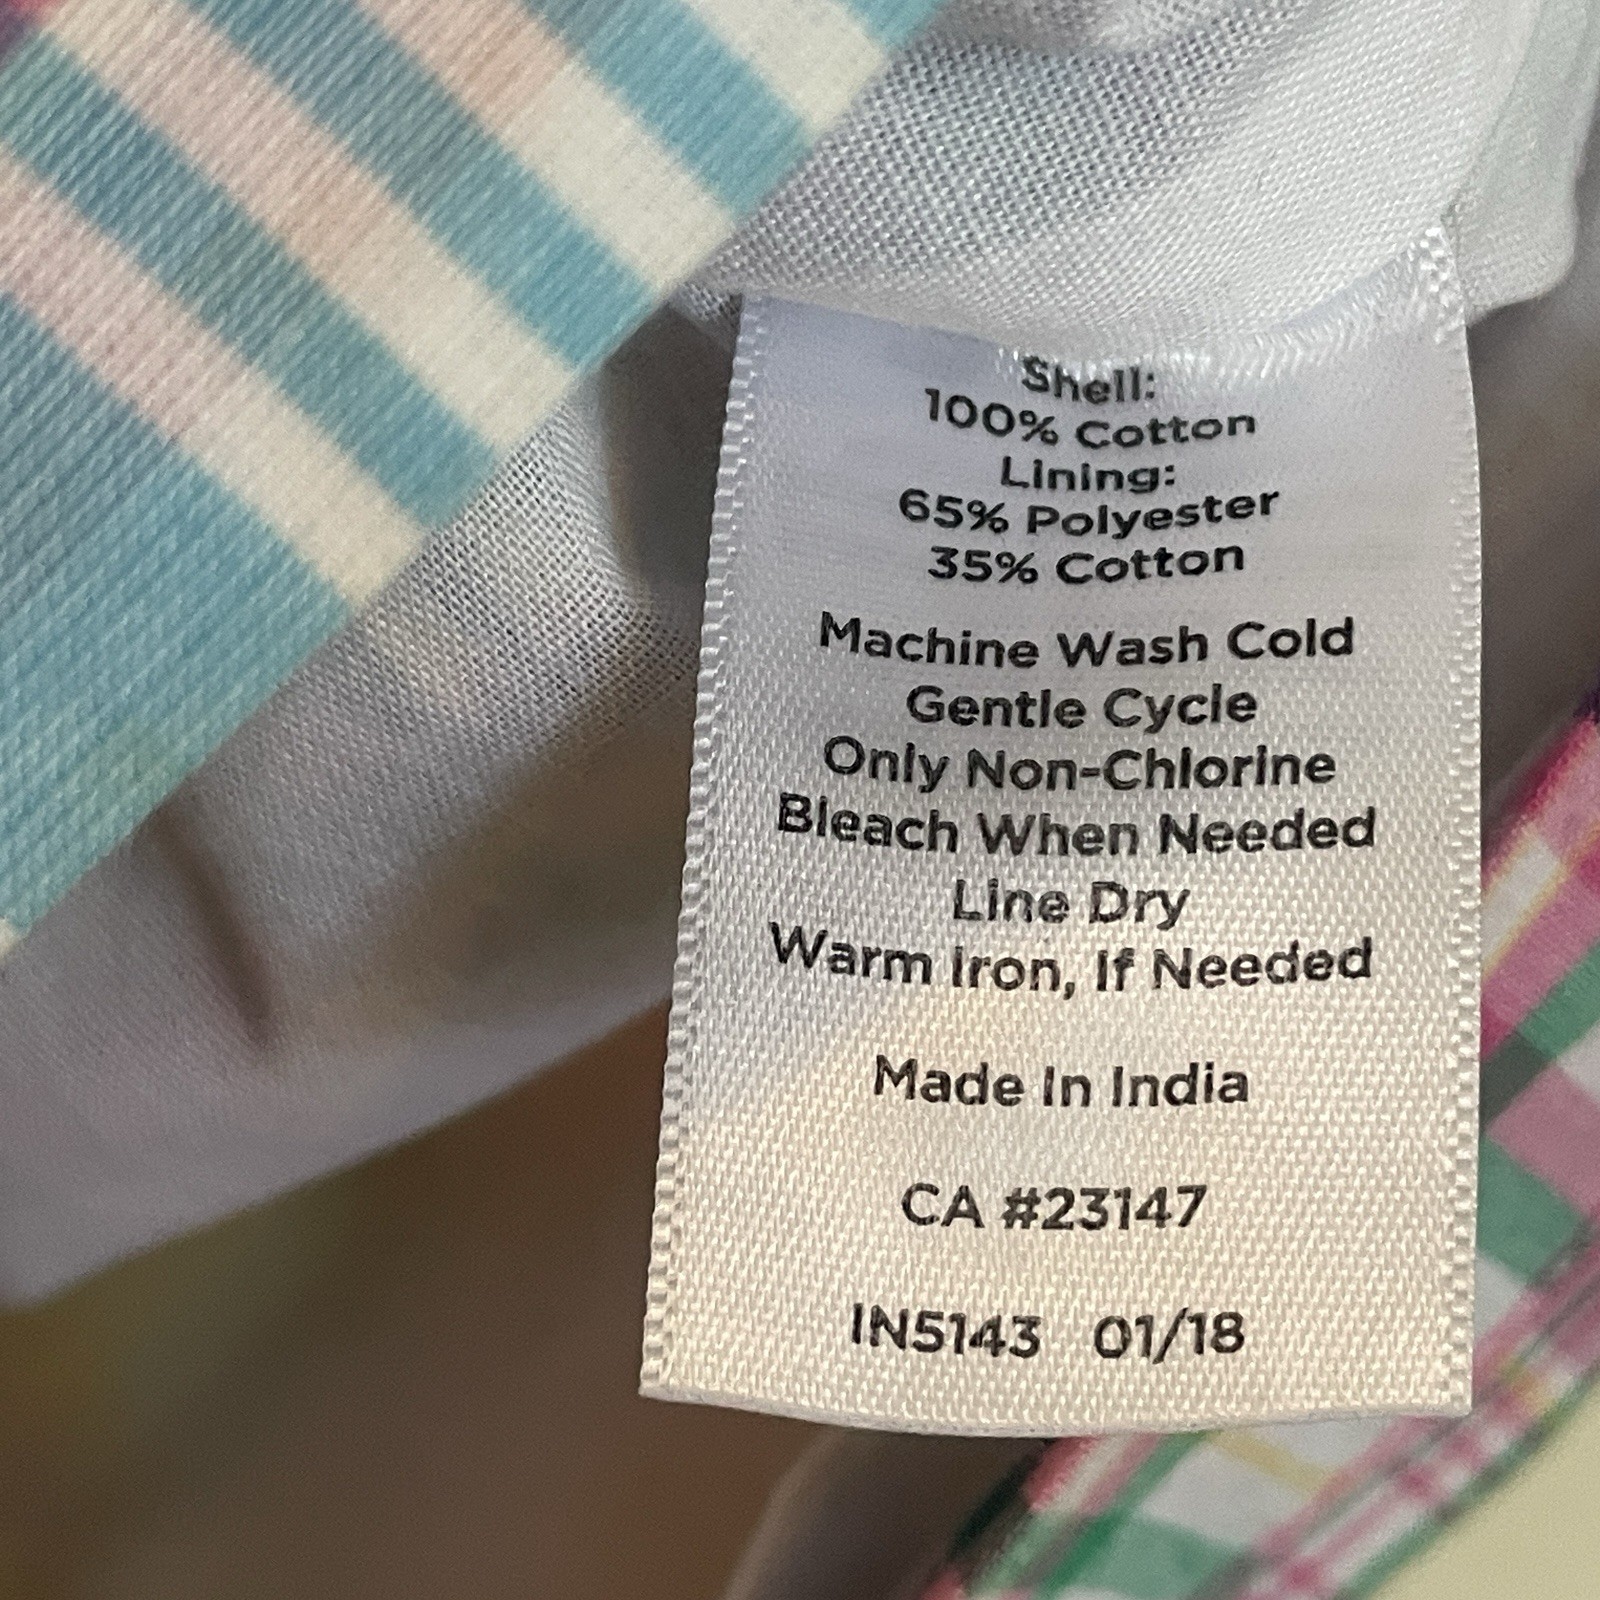 Shell:
100% Cotton
Lining:
65% Polyester
35% Cotton
Machine Wash Cold
Gentle Cycle
Only Non-Chlorine
Bleach When Needed
Line Dry
Warm Iron, If Needed
Made In India
CA #23147
IN5143 01/18